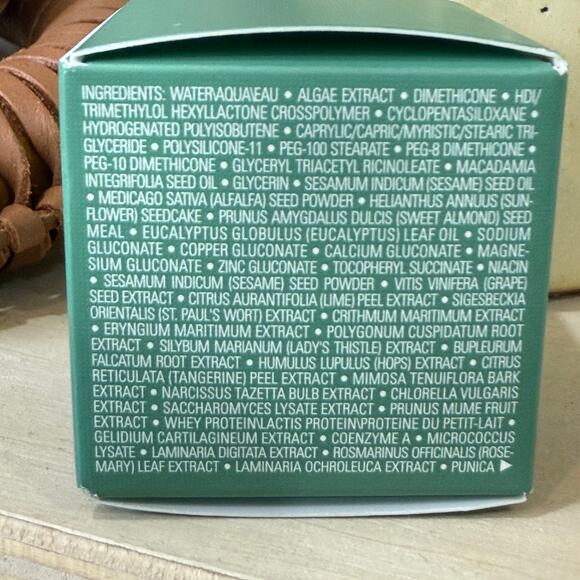 INGREDIENTS: WATER\AQUA\EAU • ALGAE EXTRACT • DIMETHICONE • HDI/
TRIMETHYLOL HEXYLLACTONE CROSSPOLYMER • CYCLOPENTASILOXANE •
HYDROGENATED POLYISOBUTENE • CAPRYLIC/CAPRIC/MYRISTIC/STEARIC TRI-
GLYCERIDE • POLYSILICONE-11 • PEG-100 STEARATE • PEG-8 DIMETHICONE •
PEG-10 DIMETHICONE • GLYCERYL TRIACETYL RICINOLEATE • MACADAMIA
INTEGRIFOLIA SEED OIL • GLYCERIN • SESAMUM INDICUM (SESAME) SEED OIL
• MEDICAGO SATIVA (ALFALFA) SEED POWDER • HELIANTHUS ANNUUS (SUN-
FLOWER) SEEDCAKE • PRUNUS AMYGDALUS DULCIS (SWEET ALMOND) SEED
MEAL • EUCALYPTUS GLOBULUS (EUCALYPTUS) LEAF OIL • SODIUM
GLUCONATE • COPPER GLUCONATE • CALCIUM GLUCONATE • MAGNE-
SIUM GLUCONATE • ZINC GLUCONATE • TOCOPHERYL SUCCINATE • NIACIN
• SESAMUM INDICUM (SESAME) SEED POWDER • VITIS VINIFERA (GRAPE)
SEED EXTRACT • CITRUS AURANTIFOLIA (LIME) PEEL EXTRACT • SIGESBECKIA
ORIENTALIS (ST. PAUL'S WORT) EXTRACT • CRITHMUM MARITIMUM EXTRACT
• ERYNGIUM MARITIMUM EXTRACT • POLYGONUM CUSPIDATUM ROOT
EXTRACT • SILYBUM MARIANUM (LADY'S THISTLE) EXTRACT • BUPLEURUM
FALCATUM ROOT EXTRACT • HUMULUS LUPULUS (HOPS) EXTRACT • CITRUS
RETICULATA (TANGERINE) PEEL EXTRACT • MIMOSA TENUIFLORA BARK
EXTRACT • NARCISSUS TAZETTA BULB EXTRACT • CHLORELLA VULGARIS
EXTRACT • SACCHAROMYCES LYSATE EXTRACT • PRUNUS MUME FRUIT
EXTRACT • WHEY PROTEIN\LACTIS PROTEIN\PROTÉINE DU PETIT-LAIT •
GELIDIUM CARTILAGINEUM EXTRACT • COENZYME A • MICROCOCCUS
LYSATE • LAMINARIA DIGITATA EXTRACT • ROSMARINUS OFFICINALIS (ROSE-
MARY) LEAF EXTRACT • LAMINARIA OCHROLEUCA EXTRACT • PUNICA ▶